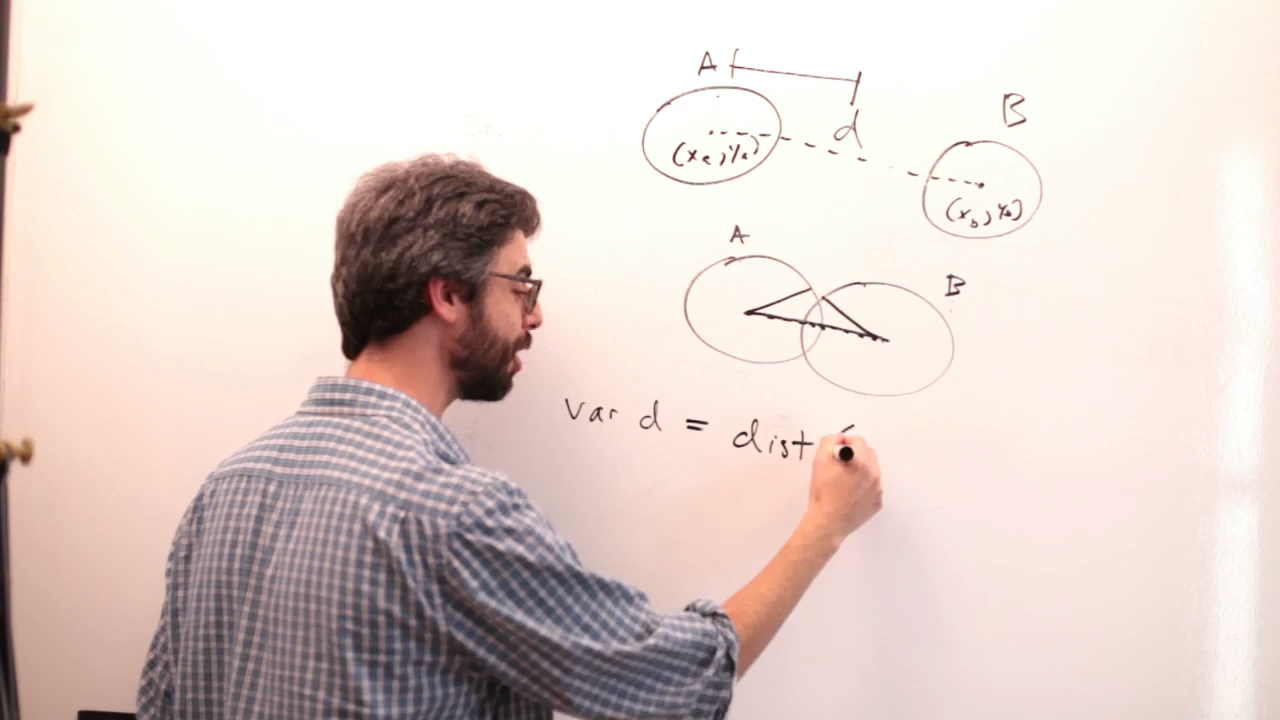 A
d
B
(xa, ya)
(xb, yb)
A
B
var d = dist (